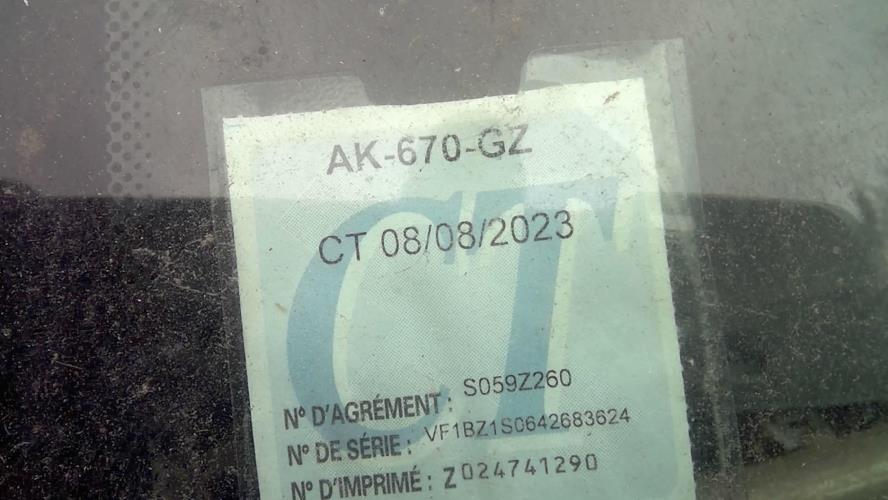 AK-670-GZ
CT 08/08/2023
CT
N° D'AGRÉMENT : S059Z260
N° DE SÉRIE : VF1BZ1S0642683624
N° D'IMPRIMÉ : Z024741290